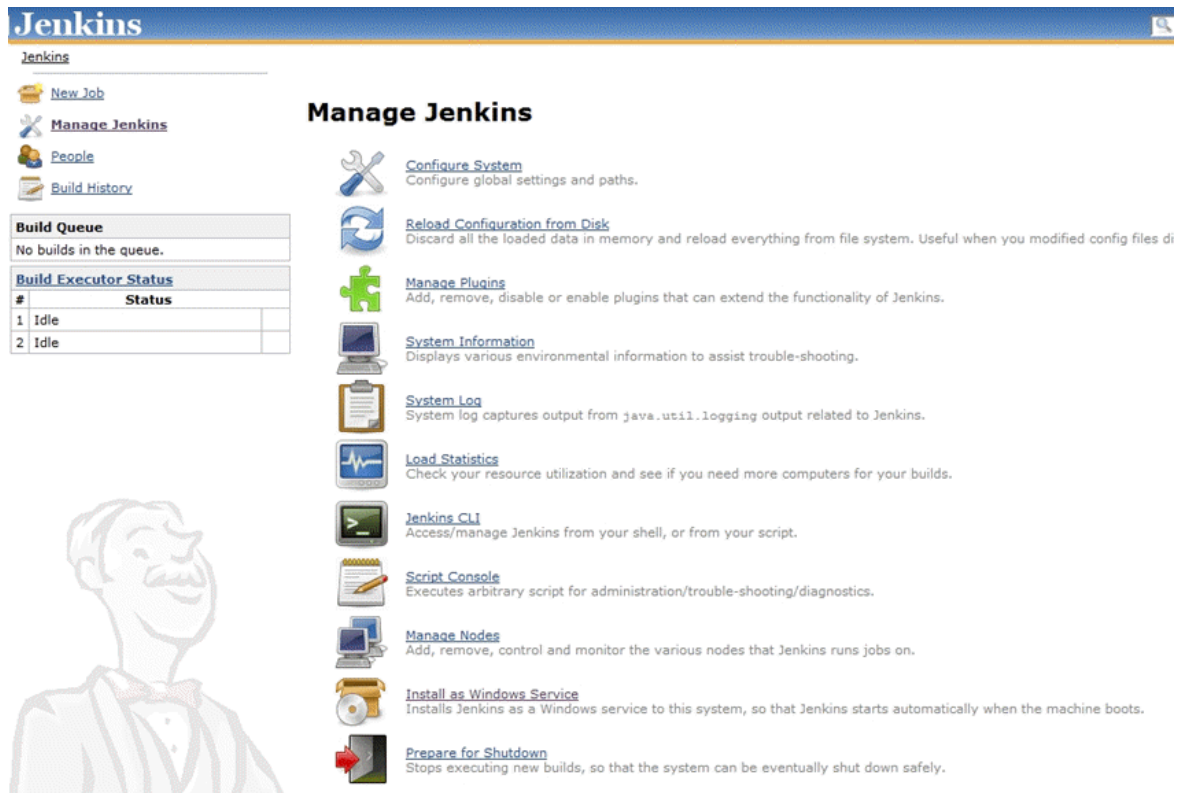 Jenkins
Jenkins
New Job
Manage Jenkins
People
Build History
Build Queue
No builds in the queue.
Build Executor Status
# Status
1 Idle
2 Idle
Manage Jenkins
Configure System
Configure global settings and paths.
Reload Configuration from Disk
Discard all the loaded data in memory and reload everything from file system. Useful when you modified config files di
Manage Plugins
Add, remove, disable or enable plugins that can extend the functionality of Jenkins.
System Information
Displays various environmental information to assist trouble-shooting.
System Log
System log captures output from java.util.logging output related to Jenkins.
Load Statistics
Check your resource utilization and see if you need more computers for your builds.
Jenkins CLI
Access/manage Jenkins from your shell, or from your script.
Script Console
Executes arbitrary script for administration/trouble-shooting/diagnostics.
Manage Nodes
Add, remove, control and monitor the various nodes that Jenkins runs jobs on.
Install as Windows Service
Installs Jenkins as a Windows service to this system, so that Jenkins starts automatically when the machine boots.
Prepare for Shutdown
Stops executing new builds, so that the system can be eventually shut down safely.